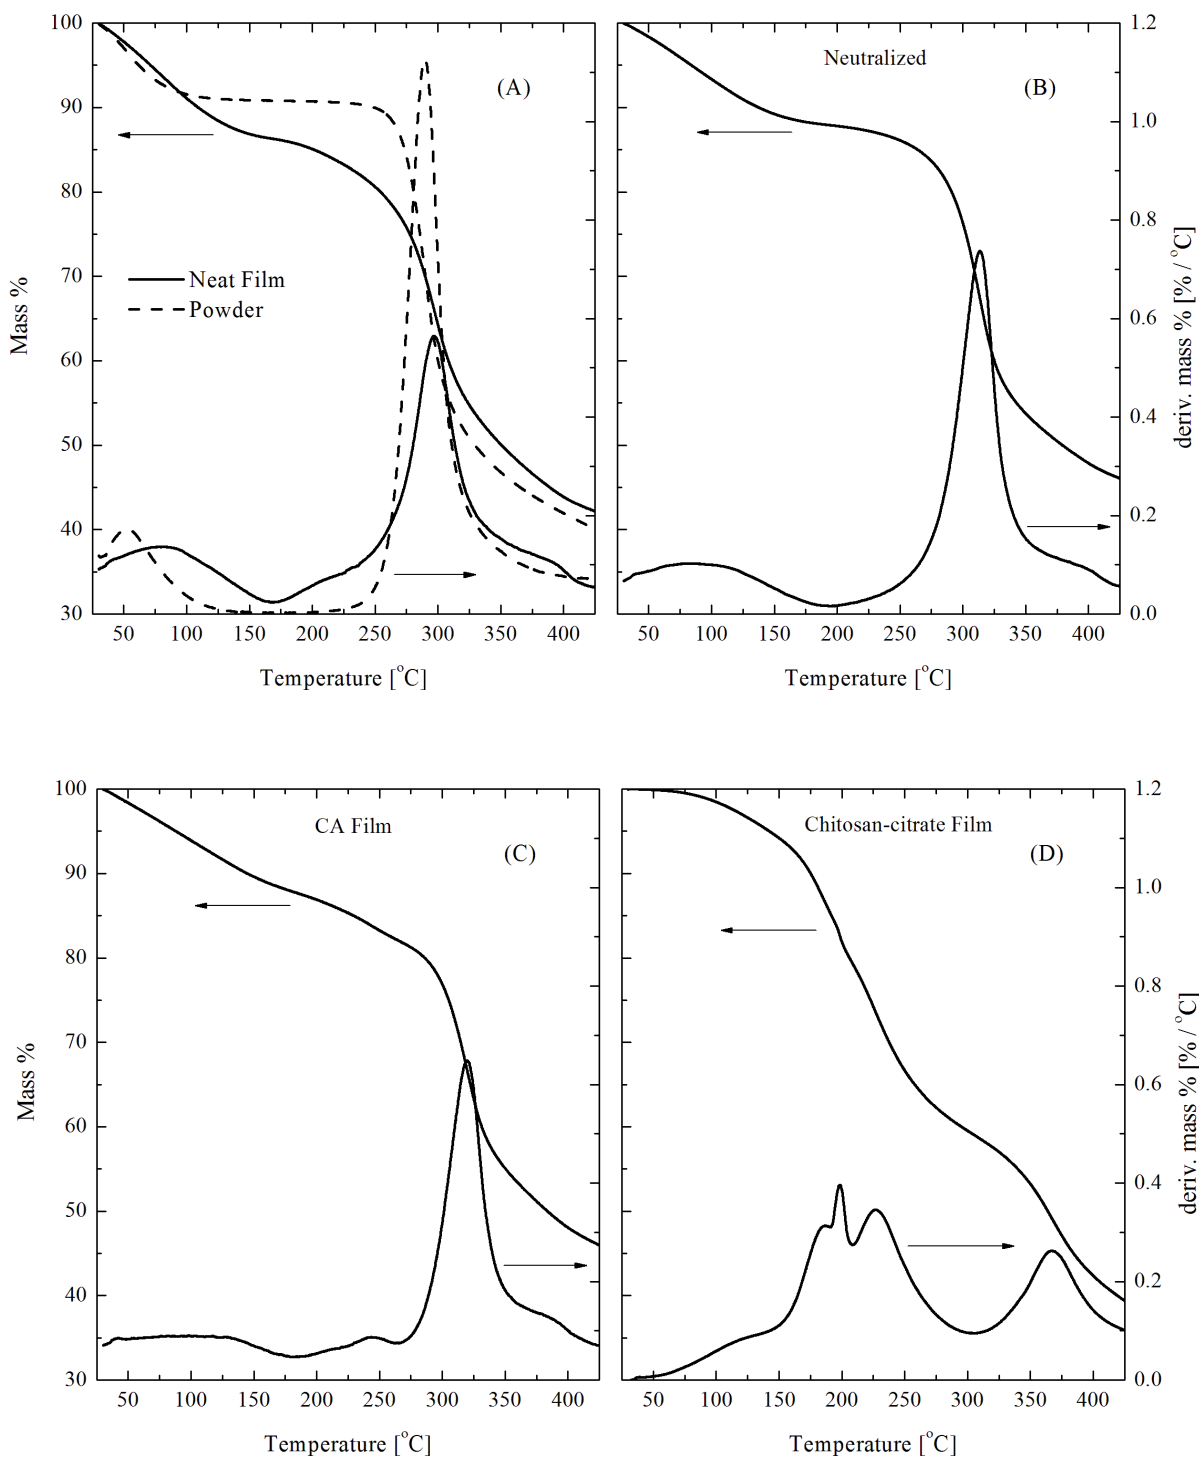 100
90
80
70
60
50
40
30
Mass %
(A)
Neat Film
Powder
50 100 150 200 250 300 350 400
Temperature [°C]
Neutralized
(B)
1.2
1.0
0.8
0.6
0.4
0.2
0.0
deriv. mass % [% / °C]
50 100 150 200 250 300 350 400
Temperature [°C]
100
90
80
70
60
50
40
30
Mass %
CA Film
(C)
50 100 150 200 250 300 350 400
Temperature [°C]
Chitosan-citrate Film
(D)
1.2
1.0
0.8
0.6
0.4
0.2
0.0
deriv. mass % [% / °C]
50 100 150 200 250 300 350 400
Temperature [°C]